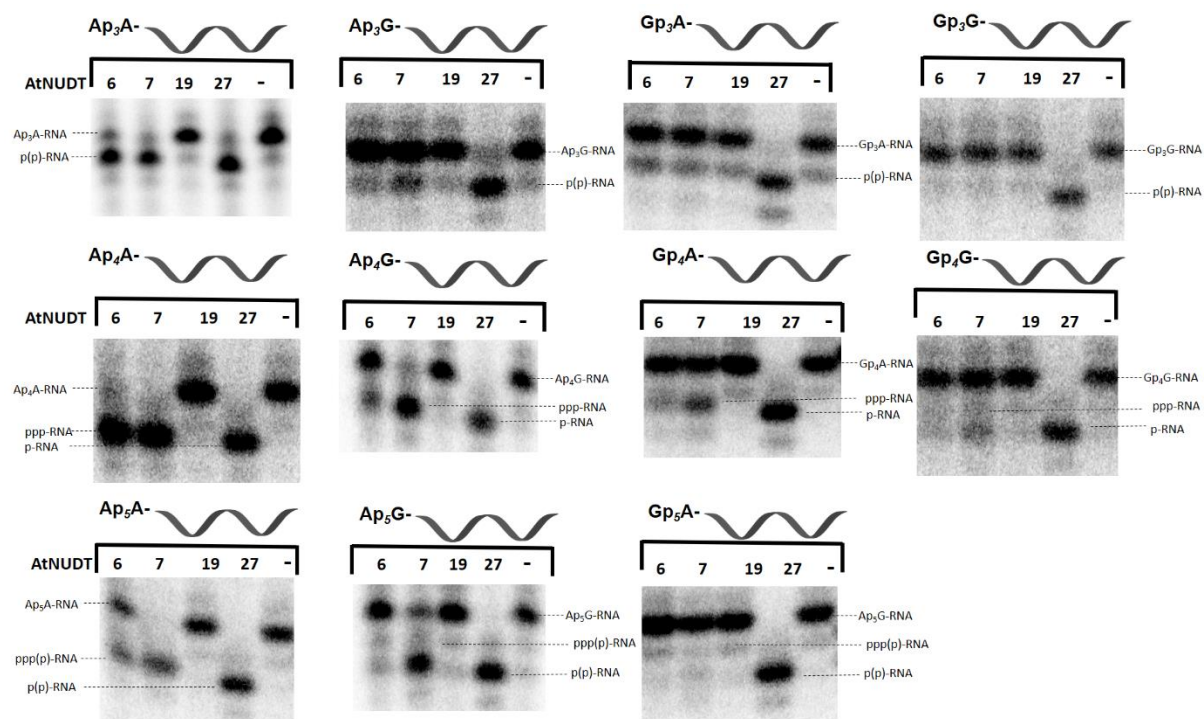 Ap3A- Ap3G- Gp3A- Gp3G-
AtNUDT 6 7 19 27 - 6 7 19 27 - 6 7 19 27 - 6 7 19 27 -
Ap3A-RNA
p(p)-RNA
Ap3G-RNA
p(p)-RNA
Gp3A-RNA
p(p)-RNA
Gp3G-RNA
p(p)-RNA
Ap4A- Ap4G- Gp4A- Gp4G-
AtNUDT 6 7 19 27 - 6 7 19 27 - 6 7 19 27 - 6 7 19 27 -
Ap4A-RNA
ppp-RNA
p-RNA
Ap4G-RNA
ppp-RNA
p-RNA
Gp4A-RNA
ppp-RNA
p-RNA
Gp4G-RNA
ppp-RNA
p-RNA
Ap5A- Ap5G- Gp5A-
AtNUDT 6 7 19 27 - 6 7 19 27 - 6 7 19 27 -
Ap5A-RNA
ppp(p)-RNA
p(p)-RNA
Ap5G-RNA
ppp(p)-RNA
p(p)-RNA
Ap5G-RNA
ppp(p)-RNA
p(p)-RNA